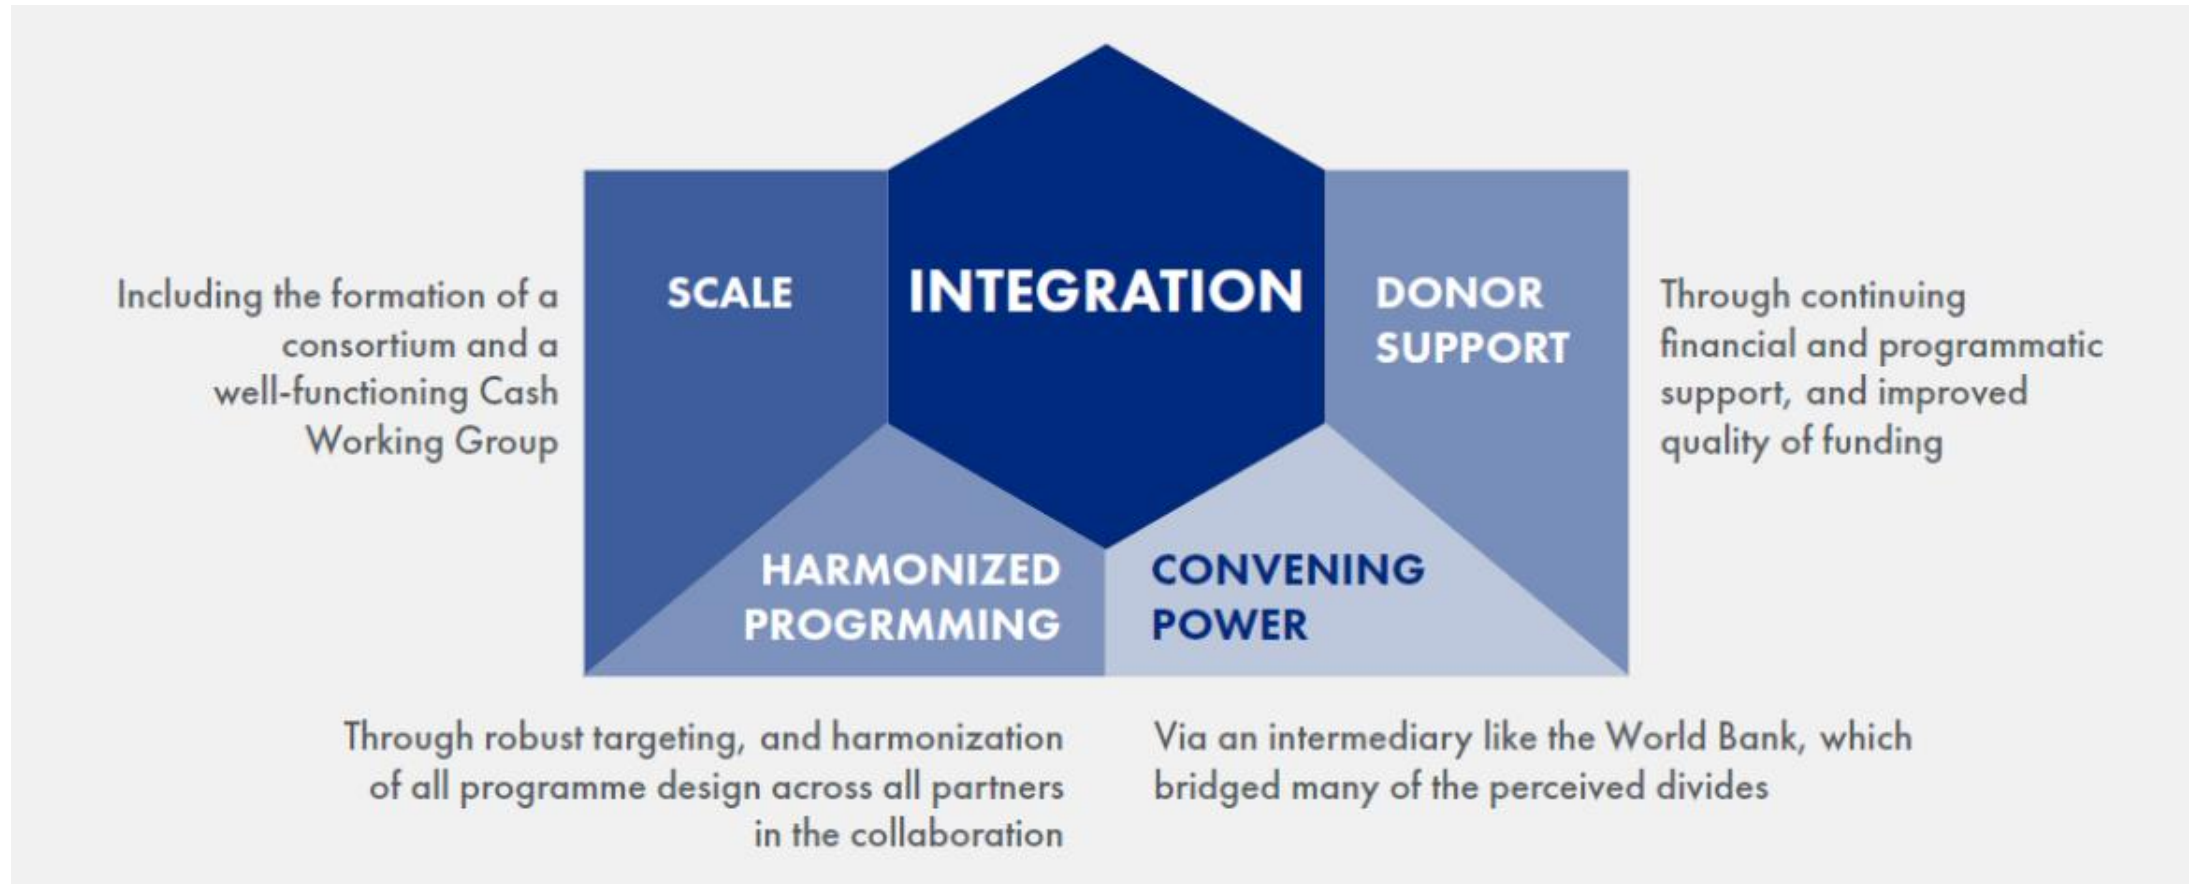 INTEGRATION
SCALE
Including the formation of a
consortium and a
well-functioning Cash
Working Group
DONOR
SUPPORT
Through continuing
financial and programmatic
support, and improved
quality of funding
HARMONIZED
PROGRMMING
Through robust targeting, and harmonization
of all programme design across all partners
in the collaboration
CONVENING
POWER
Via an intermediary like the World Bank, which
bridged many of the perceived divides